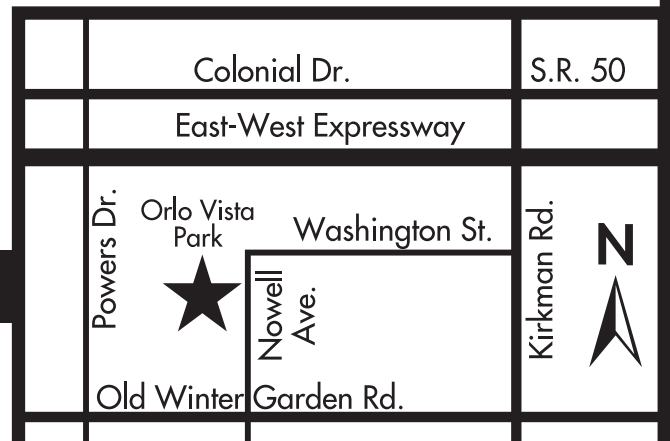 Colonial Dr.
S.R. 50
East-West Expressway
Powers Dr.
Orlo Vista
Park
Washington St.
Nowell
Ave.
Kirkman Rd.
N
Old Winter Garden Rd.